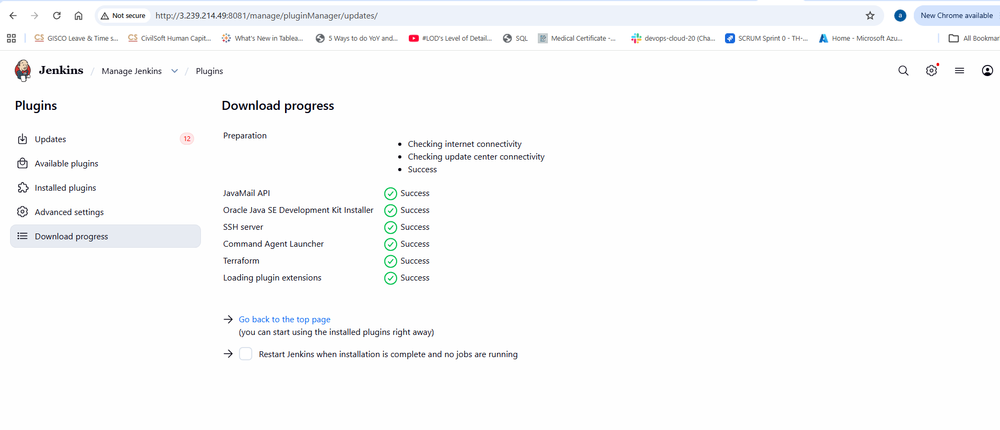 Not secure http://3.239.214.49:8081/manage/pluginManager/updates/ a New Chrome available
CS GISCO Leave & Time s... CS CivilSoft Human Capit... What's New in Tablea... 5 Ways to do YoY and... #LOD's Level of Detail... SQL Medical Certificate -... devops-cloud-20 (Cha... SCRUM Sprint 0 - TH-... Home - Microsoft Azu... All Bookmar
Jenkins / Manage Jenkins / Plugins
Plugins
Updates 12
Available plugins
Installed plugins
Advanced settings
Download progress
Download progress
Preparation
• Checking internet connectivity
• Checking update center connectivity
• Success
JavaMail API Success
Oracle Java SE Development Kit Installer Success
SSH server Success
Command Agent Launcher Success
Terraform Success
Loading plugin extensions Success
→ Go back to the top page
(you can start using the installed plugins right away)
→ Restart Jenkins when installation is complete and no jobs are running